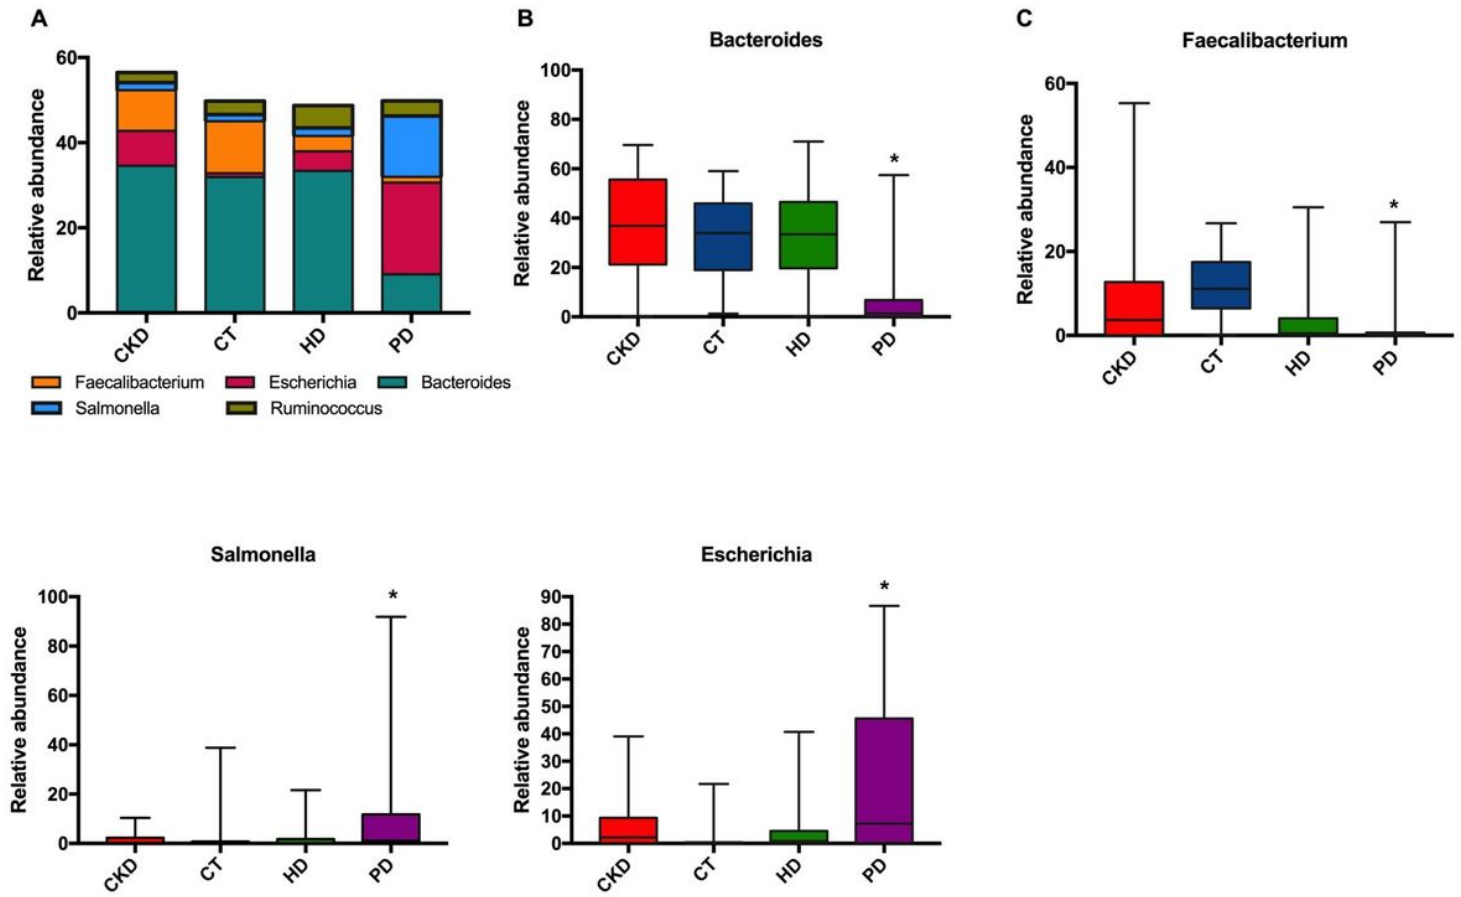 A
Relative abundance
60
40
20
0
CKD
CT
HD
PD
Faecalibacterium
Escherichia
Bacteroides
Salmonella
Ruminococcus
B
Bacteroides
Relative abundance
100
80
60
40
20
0
*
CKD
CT
HD
PD
C
Faecalibacterium
Relative abundance
60
40
20
0
*
CKD
CT
HD
PD
Salmonella
Relative abundance
100
80
60
40
20
0
*
CKD
CT
HD
PD
Escherichia
Relative abundance
90
80
70
60
50
40
30
20
10
0
*
CKD
CT
HD
PD